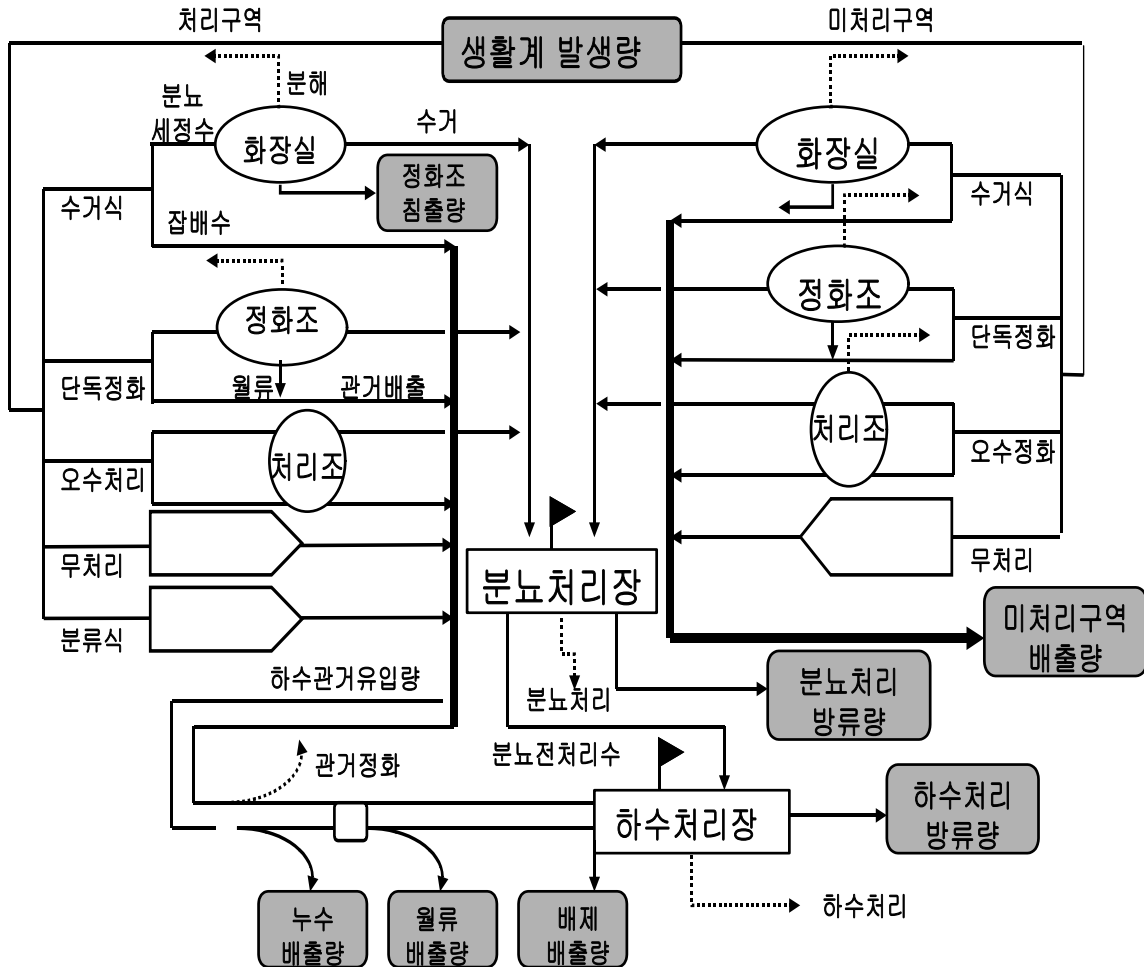 처리구역
생활계 발생량
미처리구역
분해
분뇨
세정수
화장실
수거
정화조
침출량
수거식
잡배수
정화조
단독정화
월류
관거배출
처리조
오수처리
무처리
분류식
화장실
수거식
정화조
단독정화
처리조
오수정화
무처리
분뇨처리장
미처리구역
배출량
하수관거유입량
분뇨처리
분뇨처리
방류량
분뇨전처리수
관거정화
하수처리장
하수처리
방류량
하수처리
누수
배출량
월류
배출량
배제
배출량